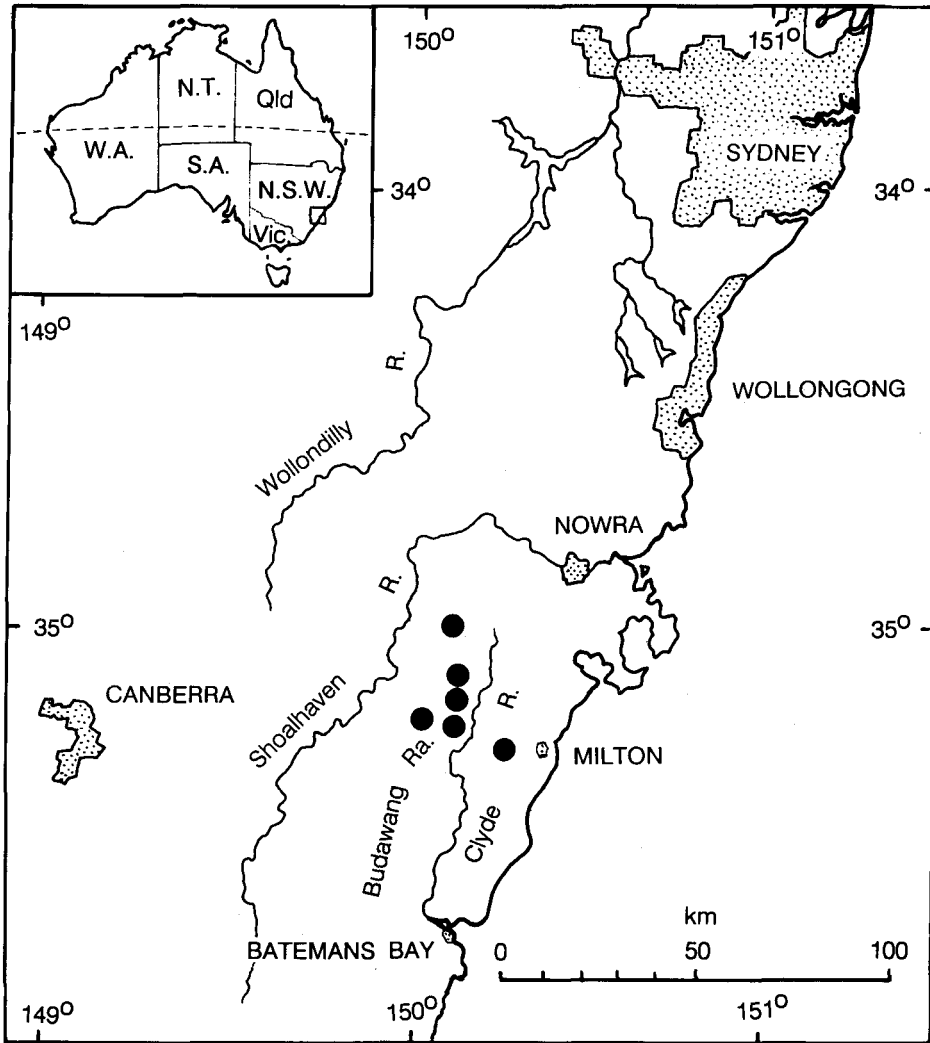 150°
151°
N.T.
Qld
W.A.
S.A.
N.S.W.
Vic.
SYDNEY
34°
34°
149°
R.
WOLLONGONG
Wollondilly
NOWRA
R.
35°
35°
CANBERRA
Shoalhaven
R.
Ra.
MILTON
Budawang
Clyde
km
BATEMANS BAY
0 50 100
149°
150°
151°